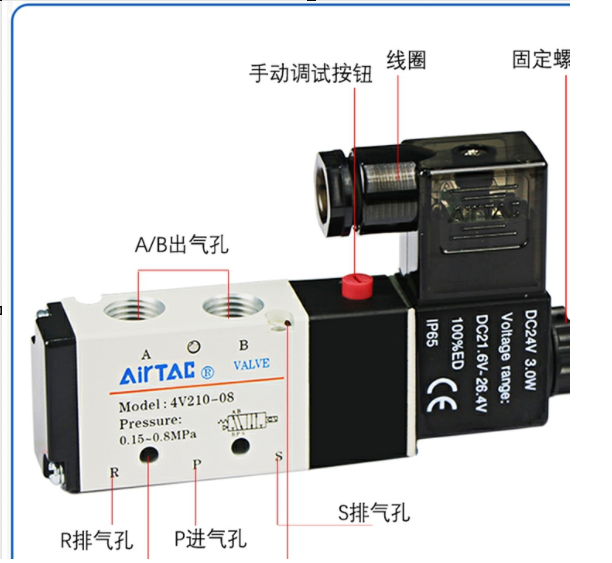 线圈
手动调试按钮
固定螺
AIRTAC
A/B出气孔
A
B
AirTAC ® VALVE
Model: 4V210-08
Pressure:
0.15~0.8MPa
R
P
S
DC24V 3.0W
Voltage range:
DC21.6V-26.4V
100%ED
IP65
CE
S排气孔
R排气孔
P进气孔